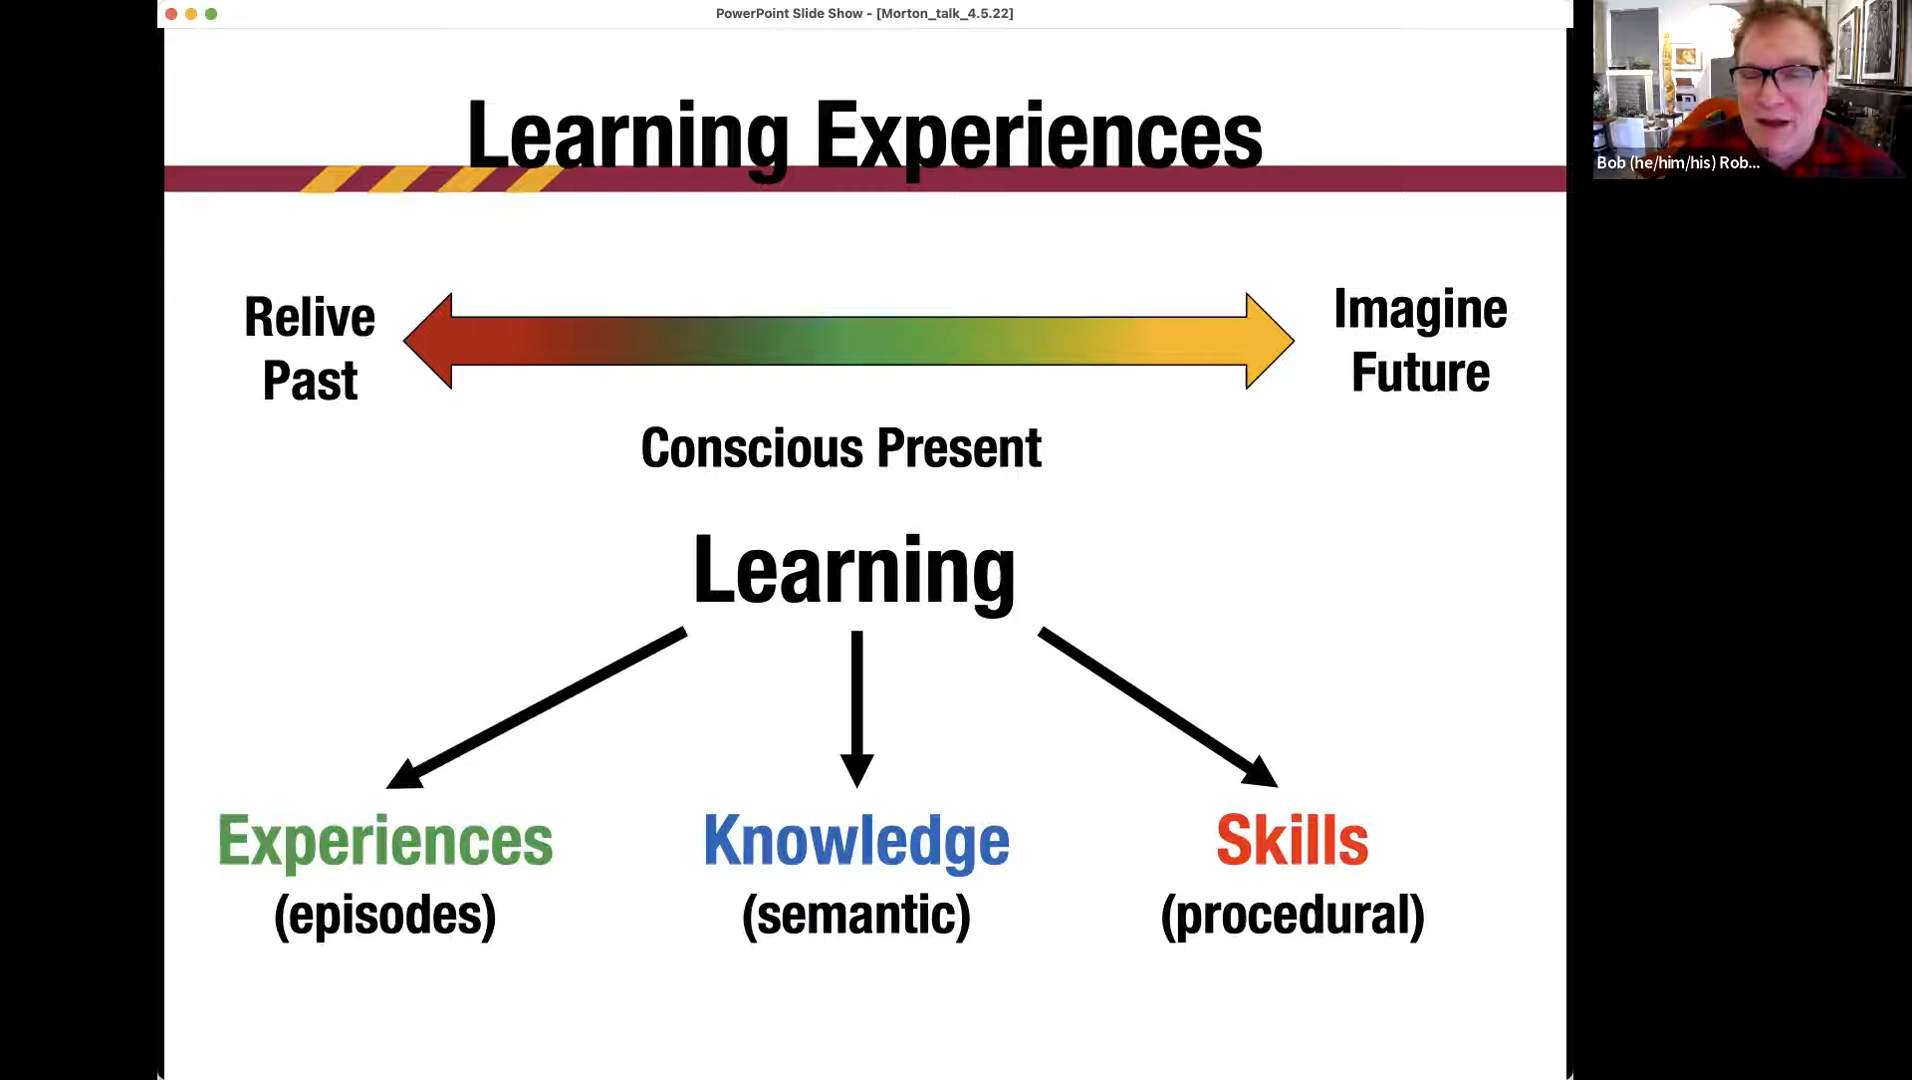 PowerPoint Slide Show - [Morton_talk_4.5.22]
Learning Experiences
Relive
Past
Imagine
Future
Conscious Present
Learning
Experiences
(episodes)
Knowledge
(semantic)
Skills
(procedural)
Bob (he/him/his) Rob...